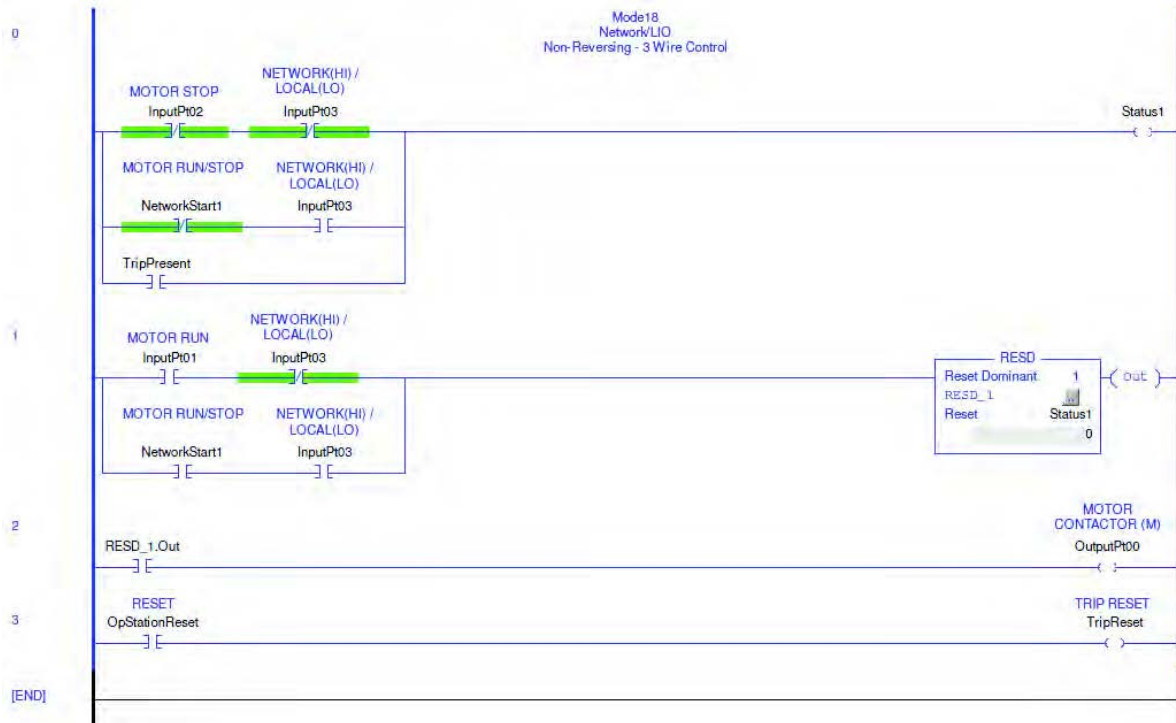 Mode18
Network/LIO
Non-Reversing - 3 Wire Control
0
MOTOR STOP
InputPt02
NETWORK(HI) /
LOCAL(LO)
InputPt03
Status1
MOTOR RUN/STOP
NetworkStart1
NETWORK(HI) /
LOCAL(LO)
InputPt03
TripPresent
1
MOTOR RUN
InputPt01
NETWORK(HI) /
LOCAL(LO)
InputPt03
RESD
Reset Dominant 1
RESD_1 ...
Reset Status1
0
Out
MOTOR RUN/STOP
NetworkStart1
NETWORK(HI) /
LOCAL(LO)
InputPt03
2
RESD_1.Out
MOTOR
CONTACTOR (M)
OutputPt00
3
RESET
OpStationReset
TRIP RESET
TripReset
[END]